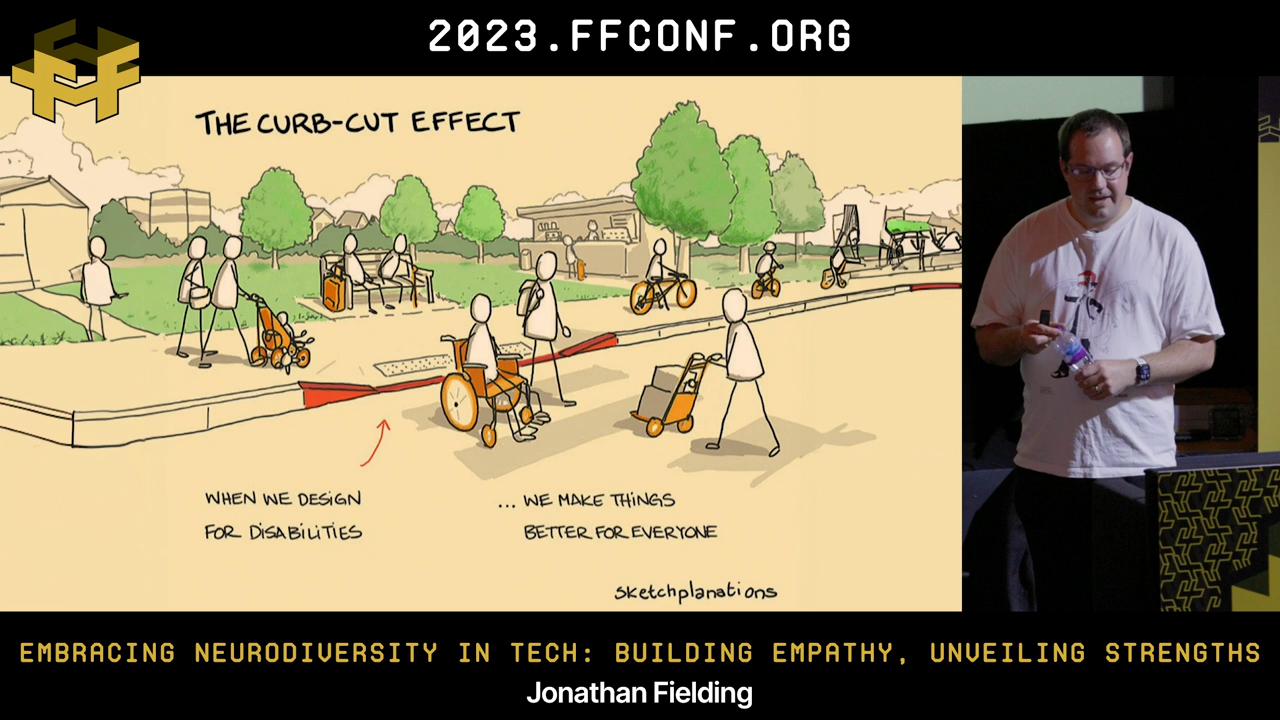 2023.FFCONF.ORG
THE CURB-CUT EFFECT
WHEN WE DESIGN
FOR DISABILITIES
... WE MAKE THINGS
BETTER FOR EVERYONE
sketchplanations
EMBRACING NEURODIVERSITY IN TECH: BUILDING EMPATHY, UNVEILING STRENGTHS
Jonathan Fielding